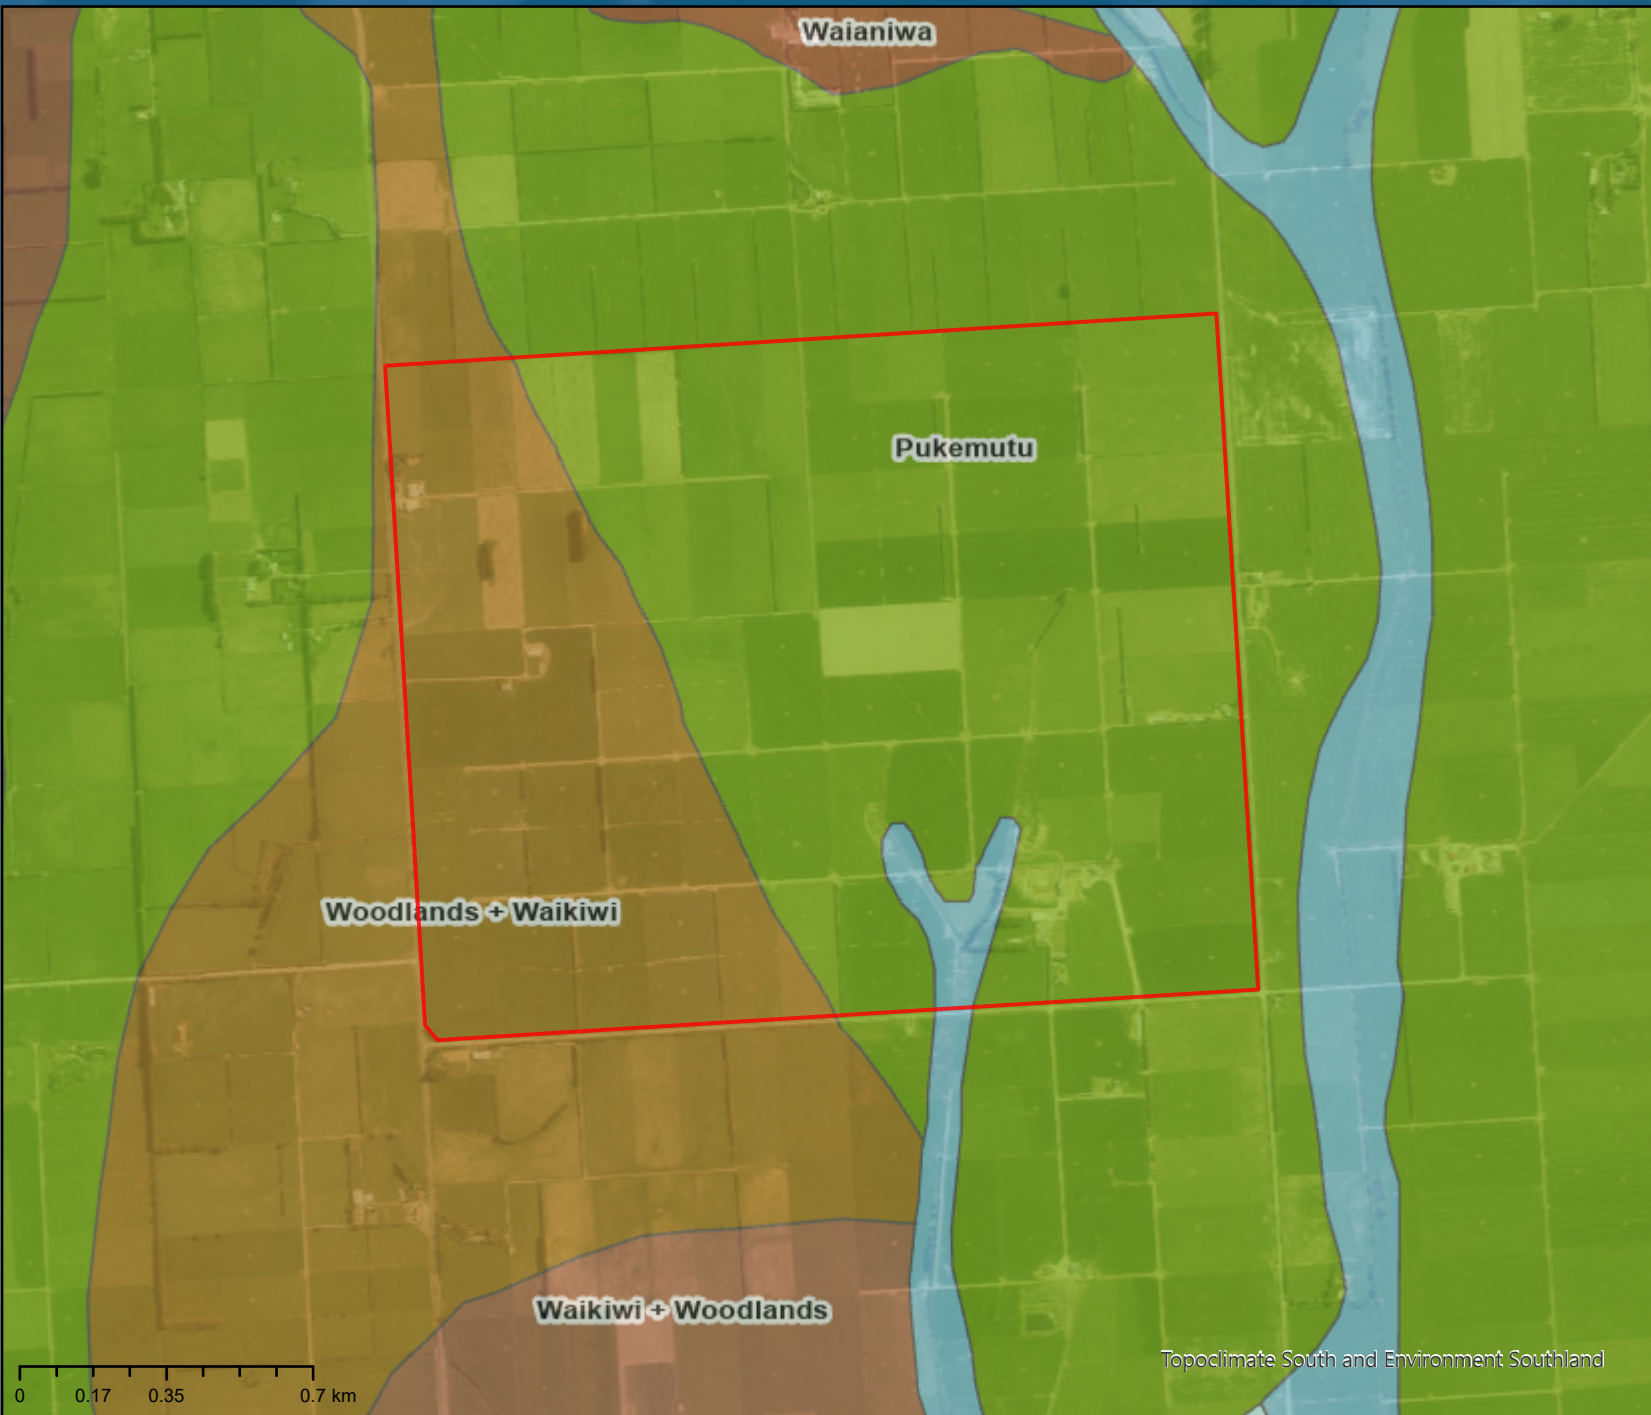 Waianiwa
Pukemutu
Woodlands + Waikiwi
Waikiwi + Woodlands
Topoclimate South and Environment Southland
0 0.17 0.35 0.7 km